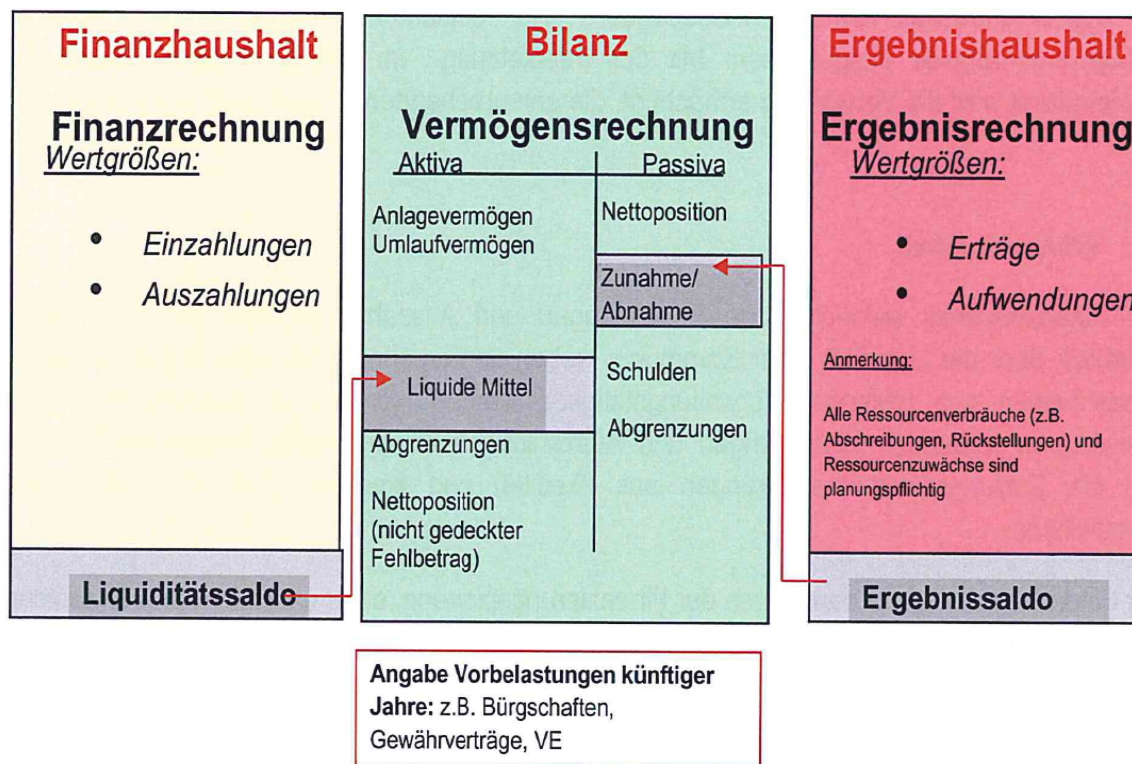 Finanzhaushalt
Finanzrechnung
Wertgrößen:
• Einzahlungen
• Auszahlungen
Liquiditätssaldo
Bilanz
Vermögensrechnung
Aktiva
Passiva
Anlagevermögen
Umlaufvermögen
Liquide Mittel
Abgrenzungen
Nettoposition
(nicht gedeckter
Fehlbetrag)
Nettoposition
Zunahme/
Abnahme
Schulden
Abgrenzungen
Ergebnishaushalt
Ergebnisrechnung
Wertgrößen:
• Erträge
• Aufwendungen
Anmerkung:
Alle Ressourcenverbräuche (z.B.
Abschreibungen, Rückstellungen) und
Ressourcenzuwächse sind
planungspflichtig
Ergebnissaldo
Angabe Vorbelastungen künftiger
Jahre: z.B. Bürgschaften,
Gewährverträge, VE